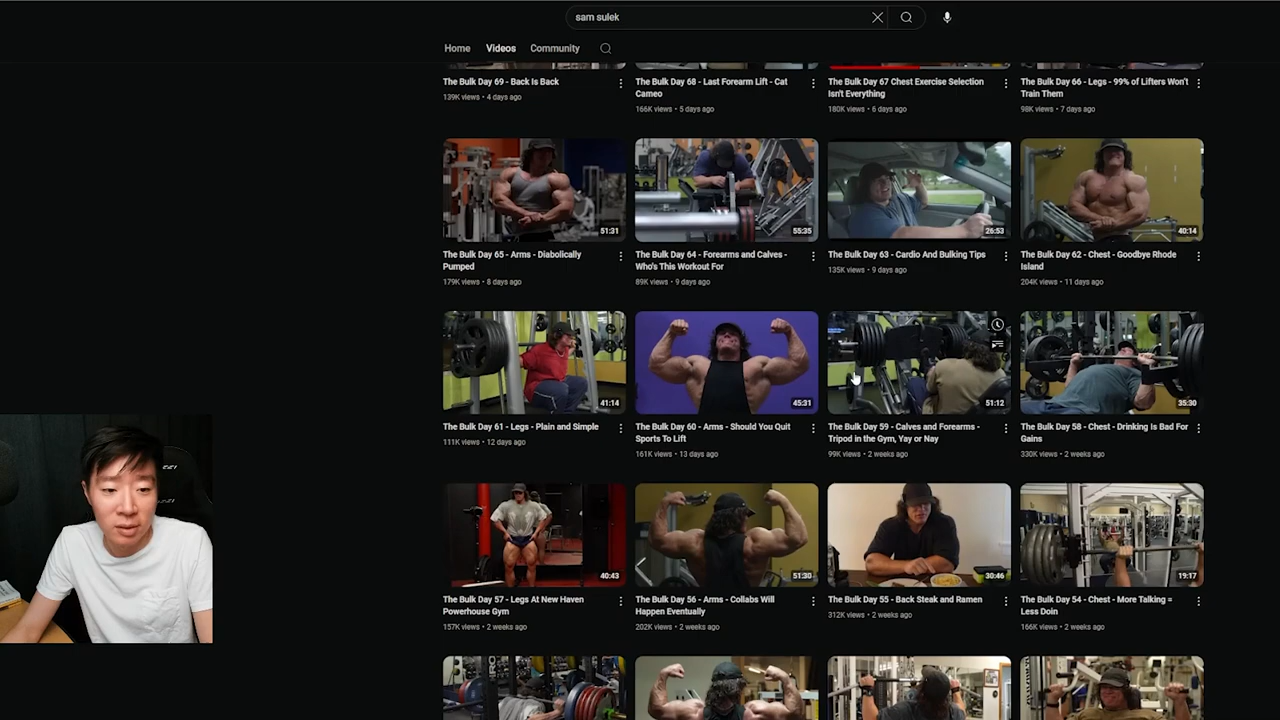 sam sulek
Home Videos Community
The Bulk Day 69 - Back Is Back
139K views • 4 days ago
The Bulk Day 68 - Last Forearm Lift - Cat
Cameo
166K views • 5 days ago
The Bulk Day 67 Chest Exercise Selection
Isn't Everything
180K views • 6 days ago
The Bulk Day 66 - Legs - 99% of Lifters Won't
Train Them
98K views • 7 days ago
51:31
The Bulk Day 65 - Arms - Diabolically
Pumped
179K views • 8 days ago
55:35
The Bulk Day 64 - Forearms and Calves -
Who's This Workout For
89K views • 9 days ago
26:53
The Bulk Day 63 - Cardio And Bulking Tips
135K views • 9 days ago
40:14
The Bulk Day 62 - Chest - Goodbye Rhode
Island
204K views • 11 days ago
41:14
The Bulk Day 61 - Legs - Plain and Simple
111K views • 12 days ago
45:31
The Bulk Day 60 - Arms - Should You Quit
Sports To Lift
161K views • 13 days ago
51:12
The Bulk Day 59 - Calves and Forearms -
Tripod in the Gym, Yay or Nay
99K views • 2 weeks ago
35:30
The Bulk Day 58 - Chest - Drinking Is Bad For
Gains
330K views • 2 weeks ago
40:43
The Bulk Day 57 - Legs At New Haven
Powerhouse Gym
157K views • 2 weeks ago
51:30
The Bulk Day 56 - Arms - Collabs Will
Happen Eventually
202K views • 2 weeks ago
30:46
The Bulk Day 55 - Back Steak and Ramen
312K views • 2 weeks ago
19:17
The Bulk Day 54 - Chest - More Talking =
Less Doin
166K views • 2 weeks ago